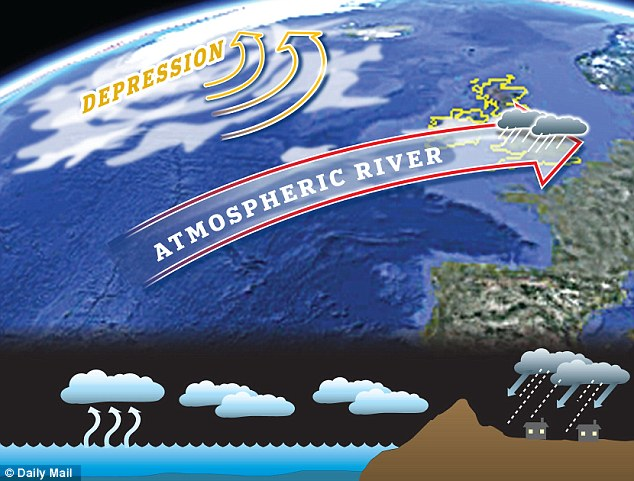 DEPRESSION
ATMOSPHERIC RIVER
© Daily Mail